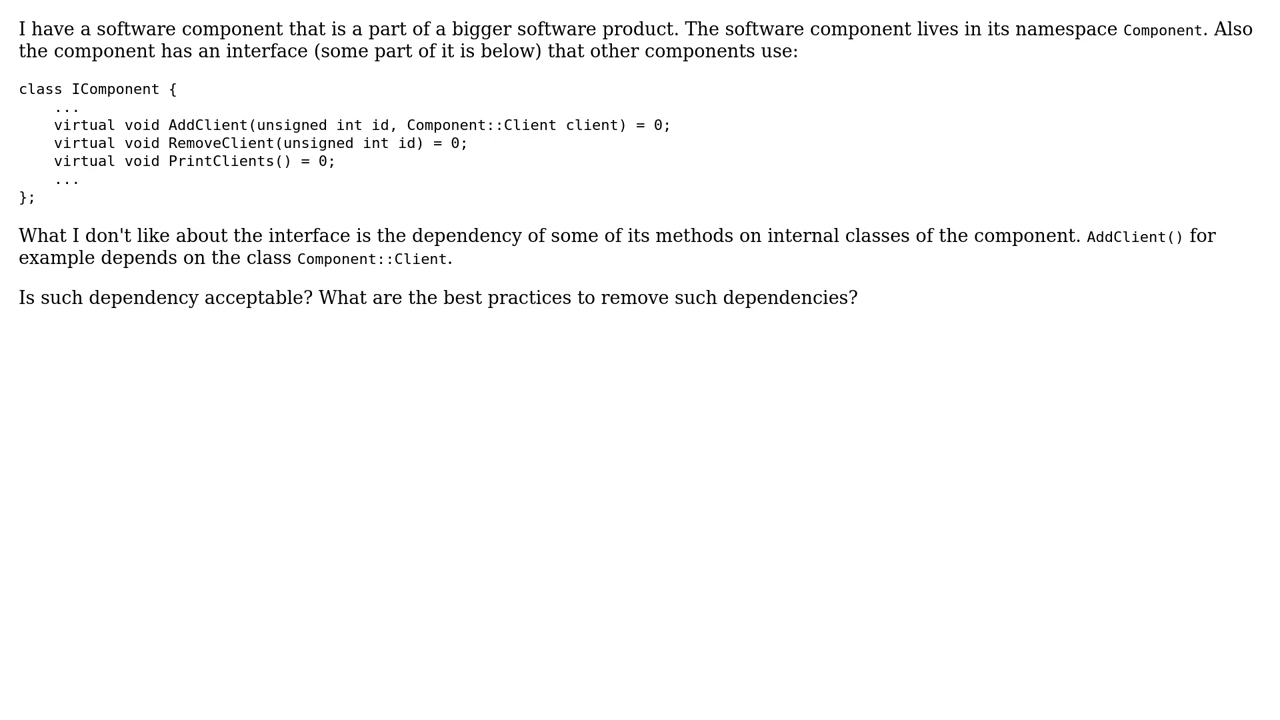 I have a software component that is a part of a bigger software product. The software component lives in its namespace Component. Also
the component has an interface (some part of it is below) that other components use:
class IComponent {
    ...
    virtual void AddClient(unsigned int id, Component::Client client) = 0;
    virtual void RemoveClient(unsigned int id) = 0;
    virtual void PrintClients() = 0;
    ...
};
What I don't like about the interface is the dependency of some of its methods on internal classes of the component. AddClient() for
example depends on the class Component::Client.
Is such dependency acceptable? What are the best practices to remove such dependencies?